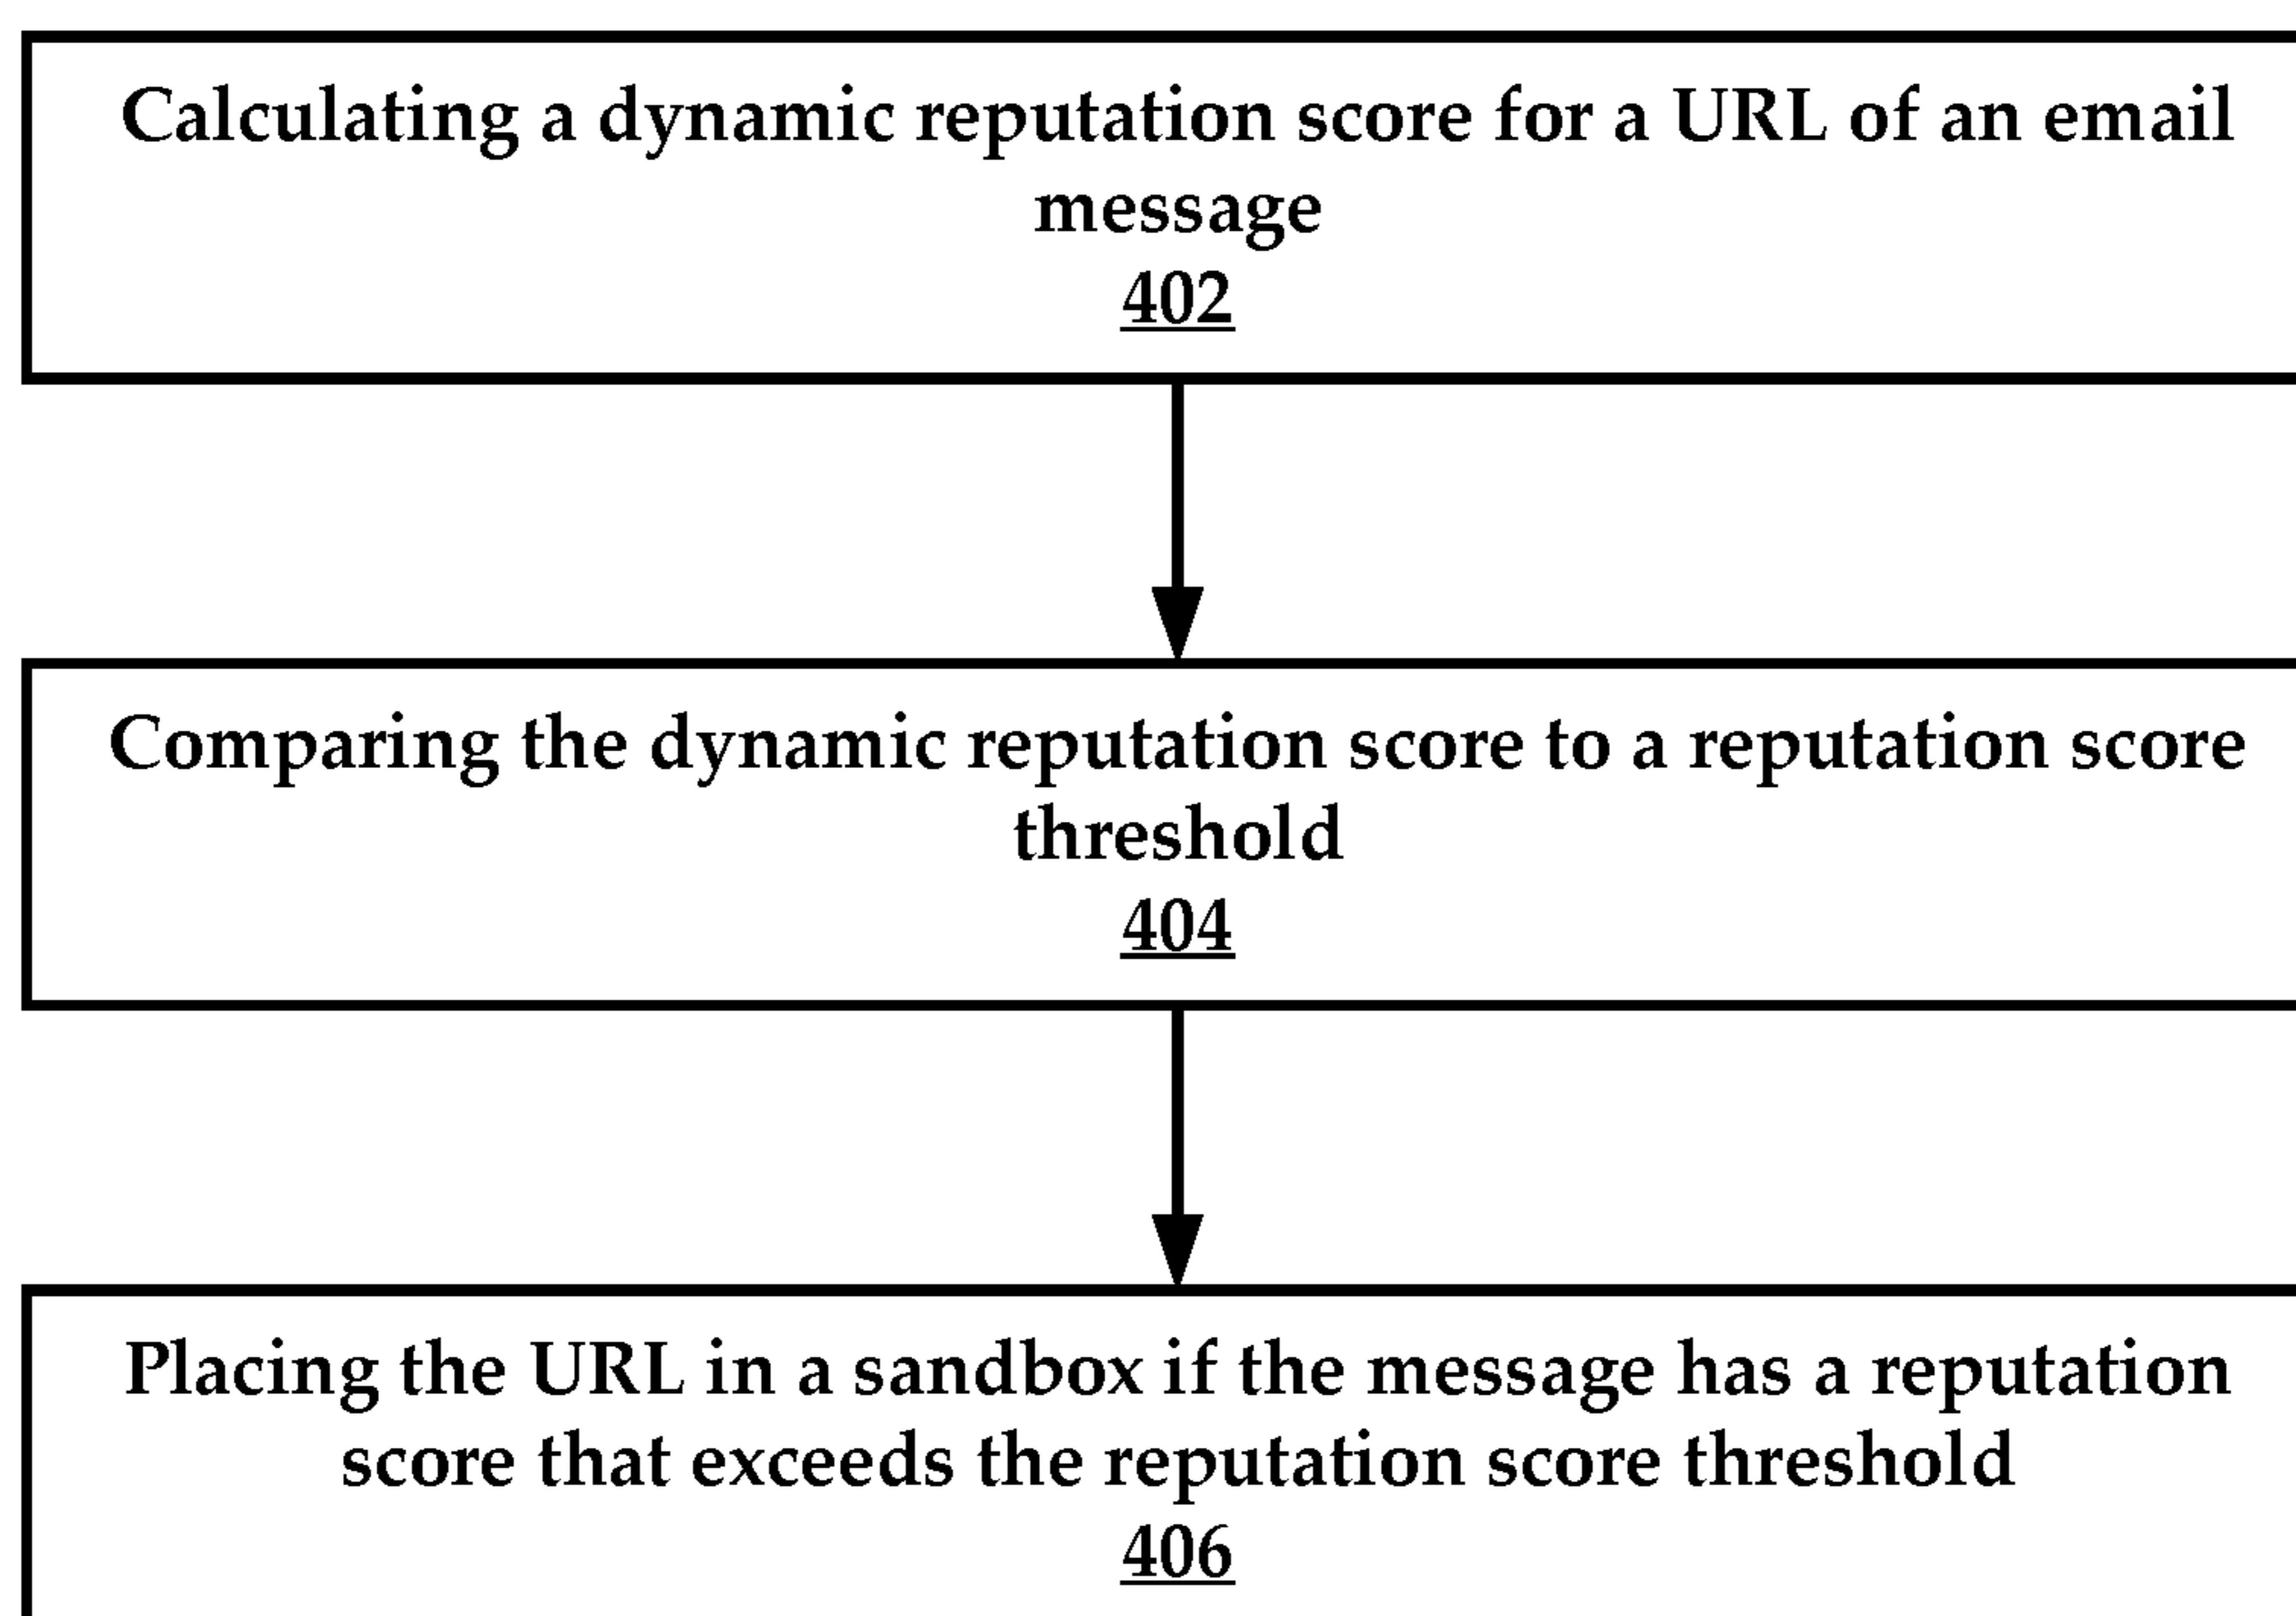 Calculating a dynamic reputation score for a URL of an email
message
402
Comparing the dynamic reputation score to a reputation score
threshold
404
Placing the URL in a sandbox if the message has a reputation
score that exceeds the reputation score threshold
406